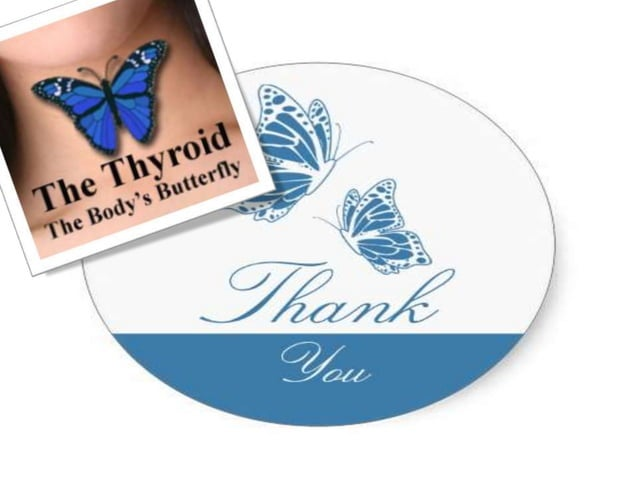 The Thyroid
The Body's Butterfly
Thank
You